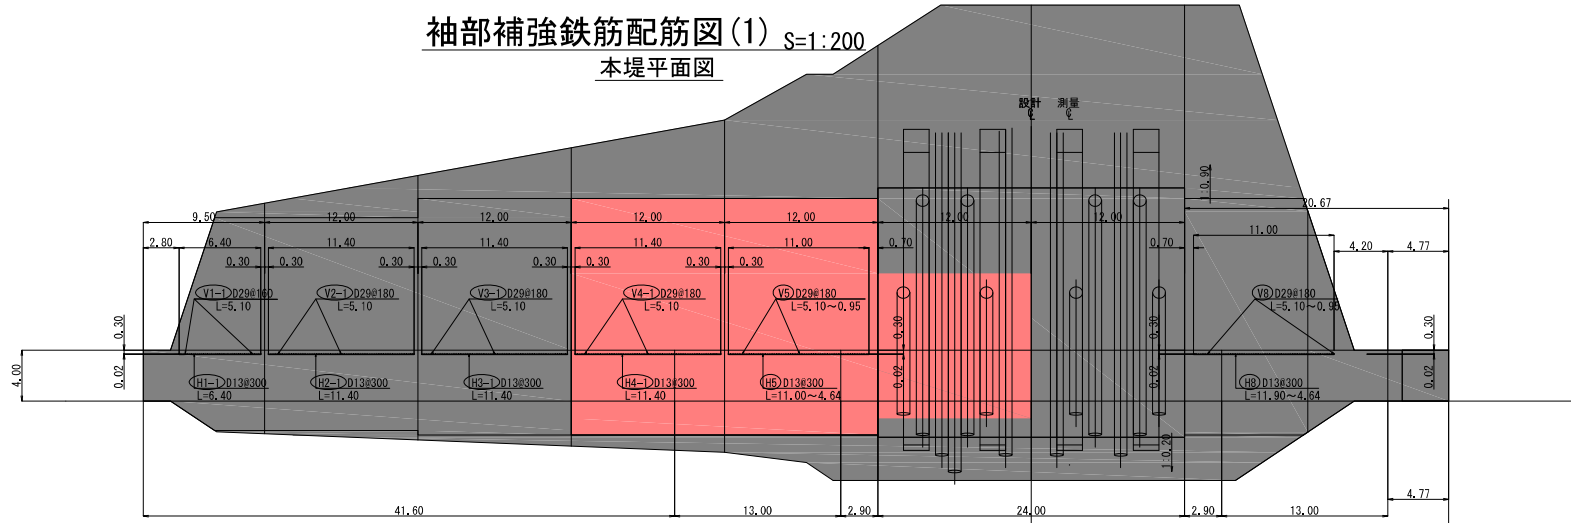 袖部補強鉄筋配筋図(1) S=1:200
本堤平面図
設計 測量
℄ ℄
1:0.90
9.50 12.00 12.00 12.00 12.00 12.00 12.00 20.67
2.80 6.40 11.40 11.40 11.40 11.00 0.70 0.70 11.00 4.20 4.77
0.30 0.30 0.30 0.30 0.30 0.30 0.30 0.30
V1-1 D29@160 V2-1 D29@180 V3-1 D29@180 V4-1 D29@180 V5 D29@180 V8 D29@180
L=5.10 L=5.10 L=5.10 L=5.10 L=5.10~0.95 L=5.10~0.95
0.30 0.30 0.30 0.30
4.00 0.02 0.02 0.02 0.02
H1-1 D13@300 H2-1 D13@300 H3-1 D13@300 H4-1 D13@300 H5 D13@300 H8 D13@300
L=6.40 L=11.40 L=11.40 L=11.40 L=11.00~4.64 L=11.90~4.64
1:0.20
4.77
41.60 13.00 2.90 24.00 2.90 13.00